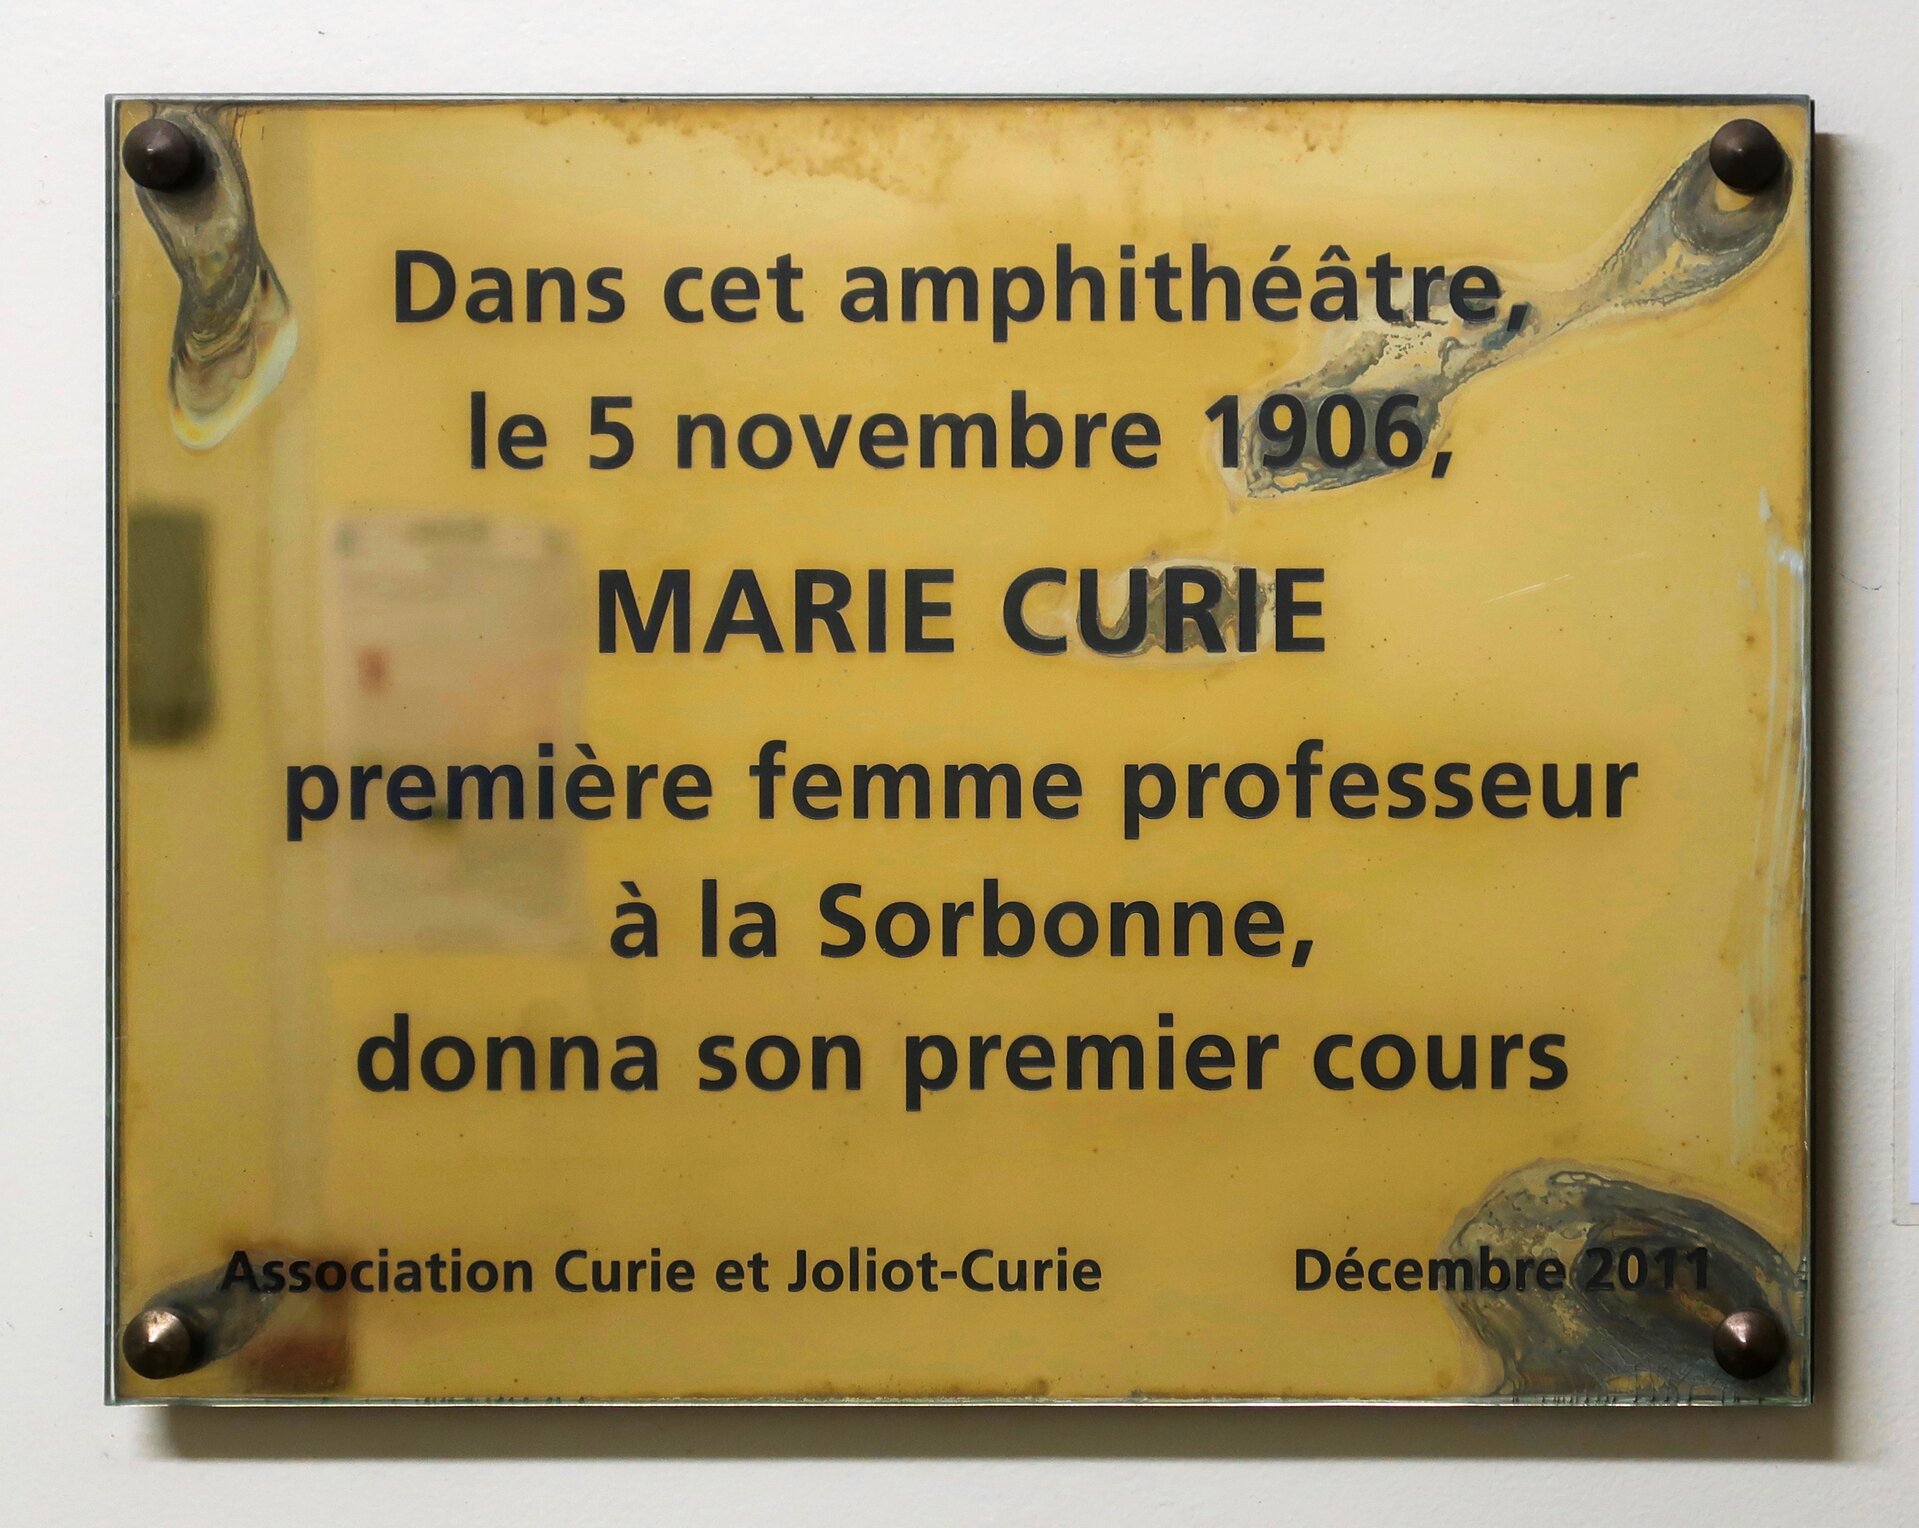 Dans cet amphithéâtre,
le 5 novembre 1906,
MARIE CURIE
première femme professeur
à la Sorbonne,
donna son premier cours
Association Curie et Joliot-Curie Décembre 2011